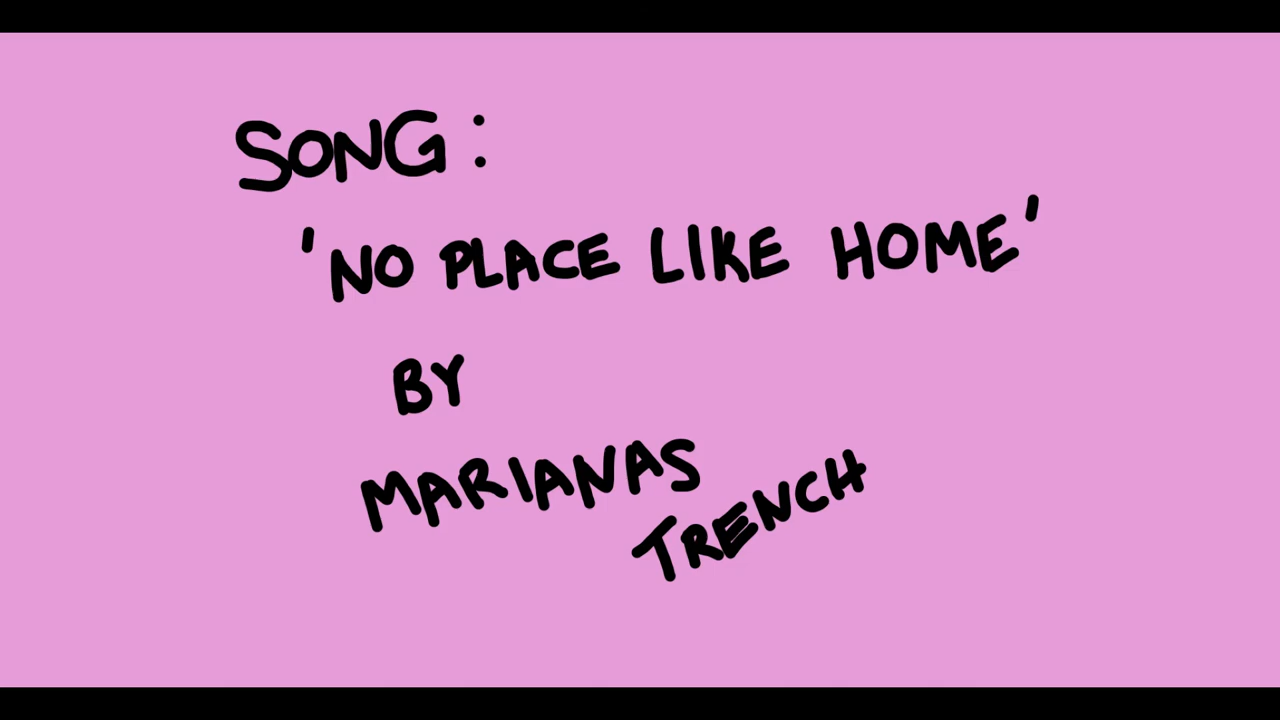 SONG:
'NO PLACE LIKE HOME'
BY
MARIANAS
TRENCH